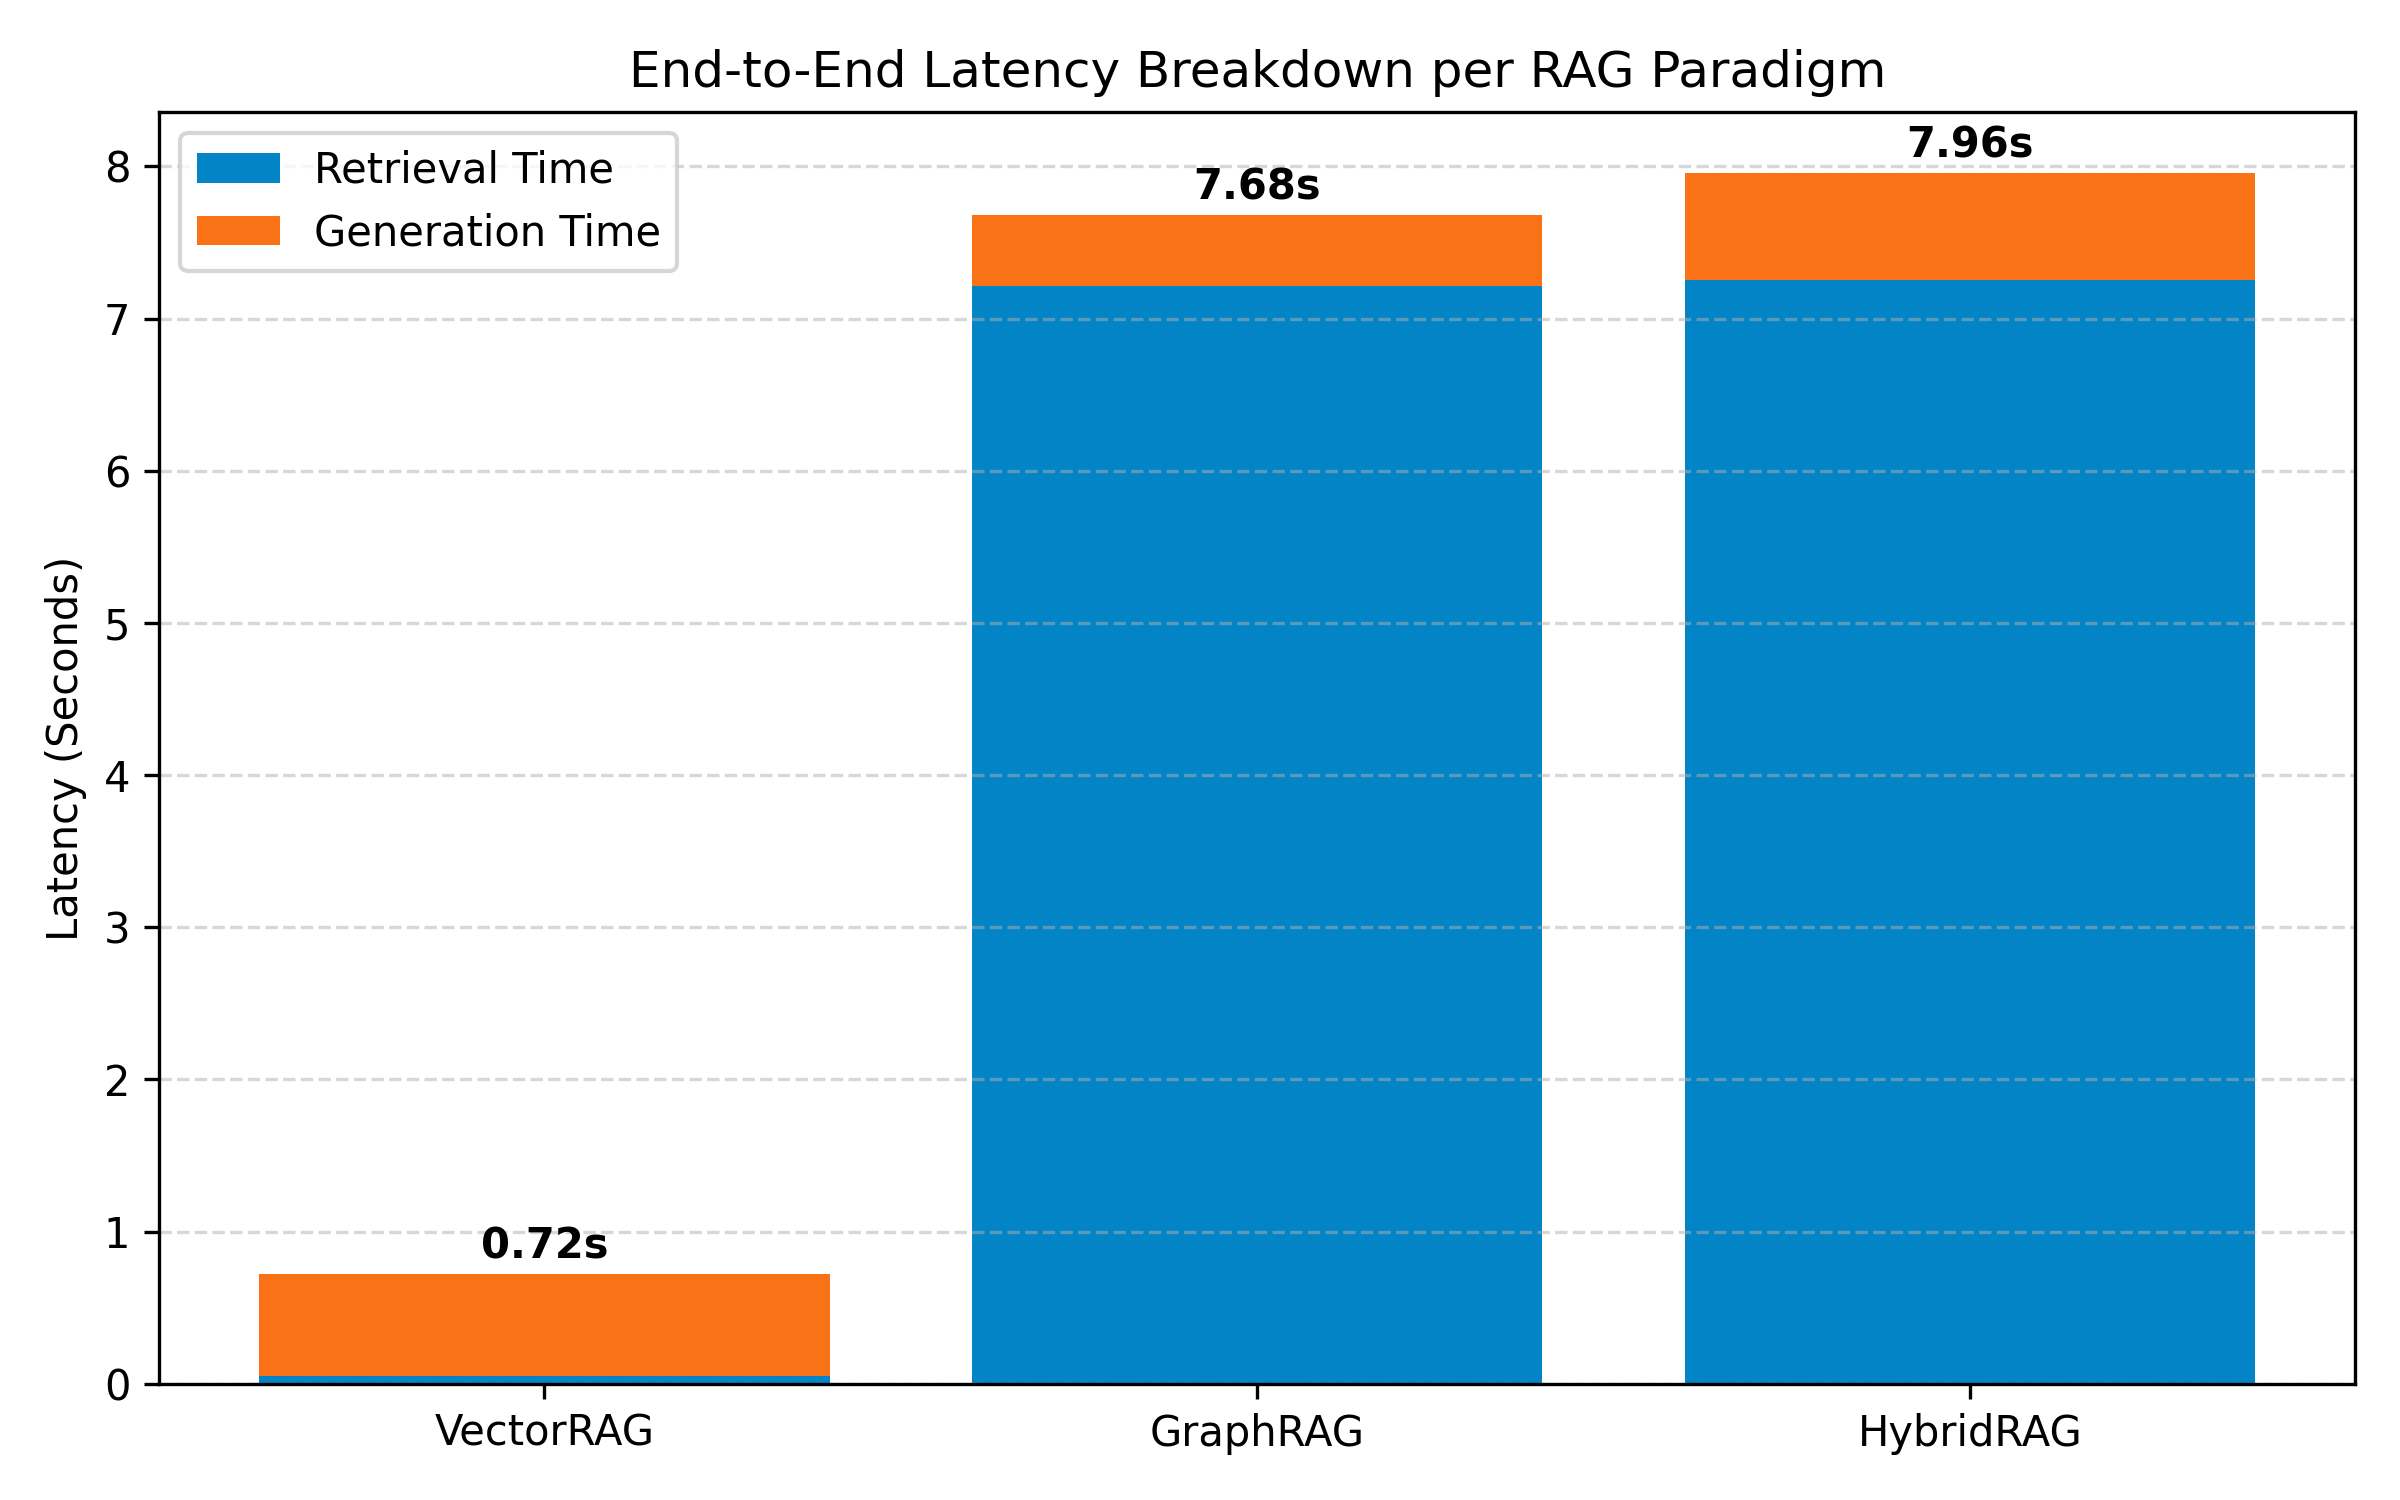 End-to-End Latency Breakdown per RAG Paradigm
Retrieval Time
Generation Time
Latency (Seconds)
8
7
6
5
4
3
2
1
0
0.72s
7.68s
7.96s
VectorRAG
GraphRAG
HybridRAG